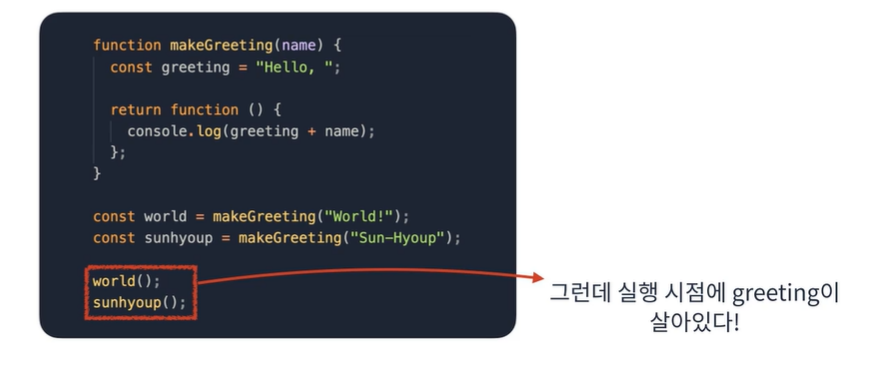 function makeGreeting(name) {
  const greeting = "Hello, ";

  return function () {
    console.log(greeting + name);
  };
}

const world = makeGreeting("World!");
const sunhyoup = makeGreeting("Sun-Hyoup");

world();
sunhyoup();
그런데 실행 시점에 greeting이
살아있다!